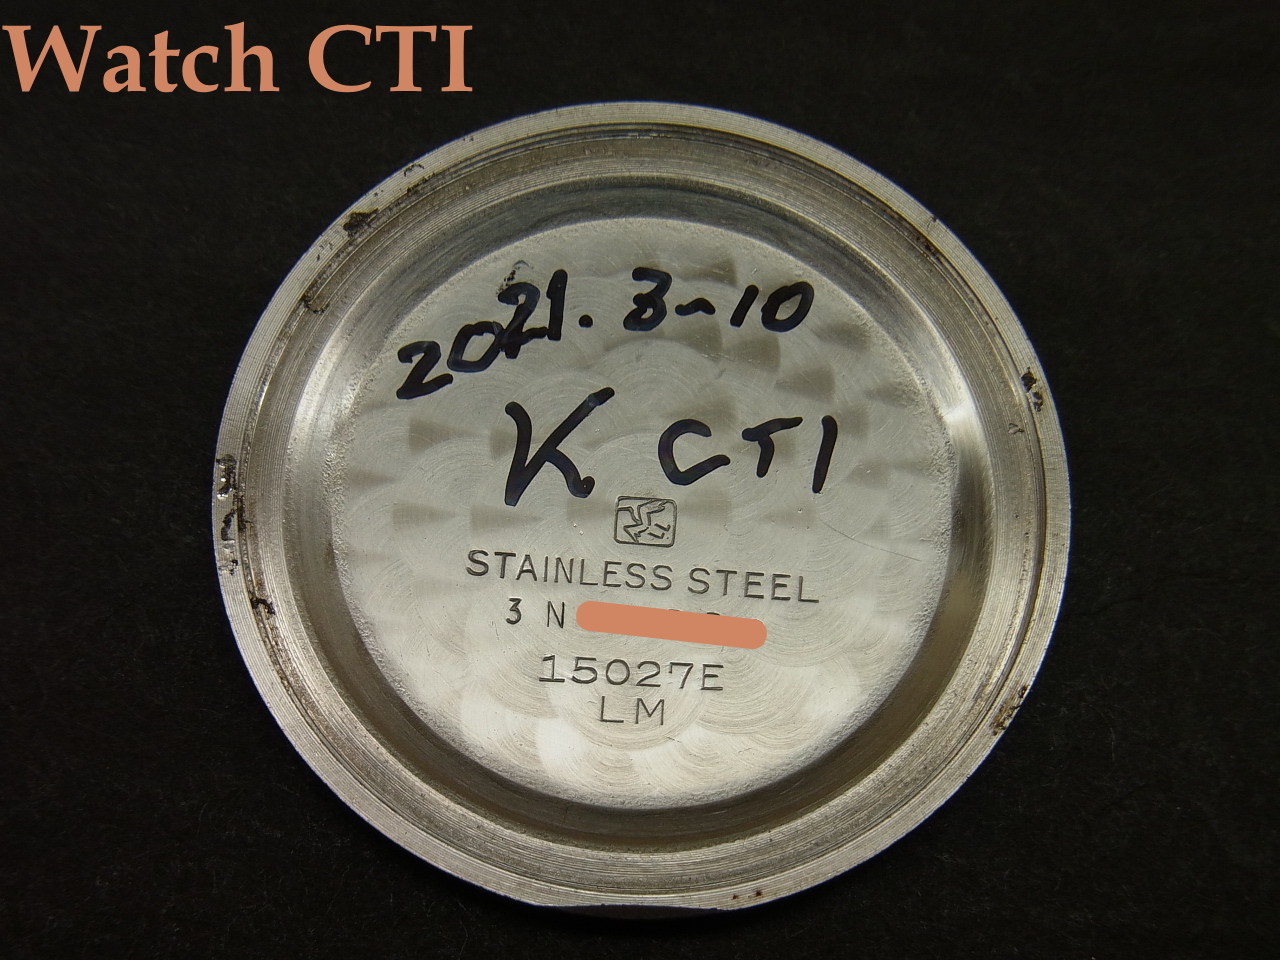 Watch CTI
2021.3-10
K CTI
STAINLESS STEEL
3 N
15027E
LM